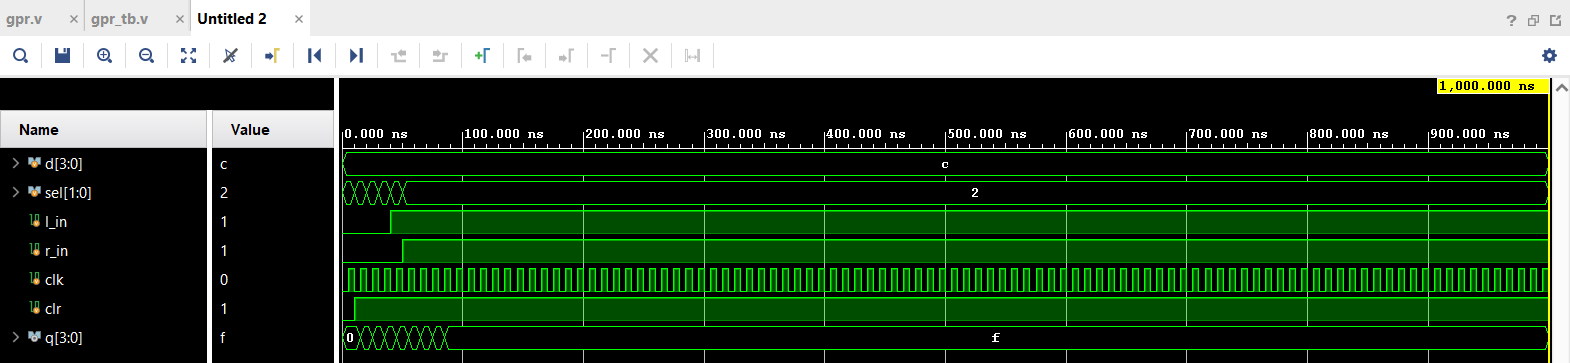 gpr.v × gpr_tb.v × Untitled 2 ×
?
1,000.000 ns
Name Value
0.000 ns 100.000 ns 200.000 ns 300.000 ns 400.000 ns 500.000 ns 600.000 ns 700.000 ns 800.000 ns 900.000 ns
d[3:0] c c
sel[1:0] 2 2
l_in 1
r_in 1
clk 0
clr 1
q[3:0] f 0 f